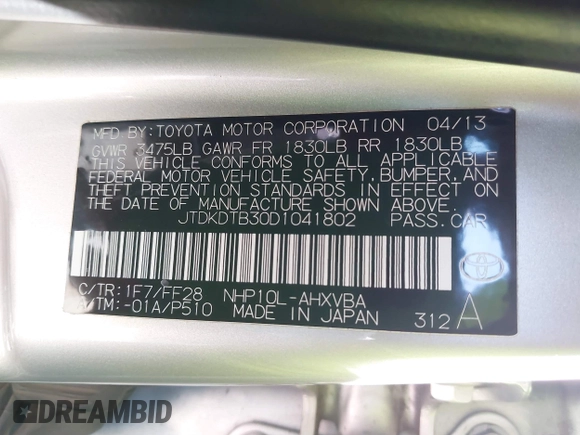 MFD BY: TOYOTA MOTOR CORPORATION 04/13
GVWR 3475LB GAWR FR 1830LB RR 1830LB
THIS VEHICLE CONFORMS TO ALL APPLICABLE
FEDERAL MOTOR VEHICLE SAFETY, BUMPER, AND
THEFT PREVENTION STANDARDS IN EFFECT ON
THE DATE OF MANUFACTURE SHOWN ABOVE.
JTDKDTB30D1041802 PASS. CAR
C/TR: 1F7/FF28 NHP10L-AHXVBA
A/TM: -01A/P510 MADE IN JAPAN 312 A
DREAMBID